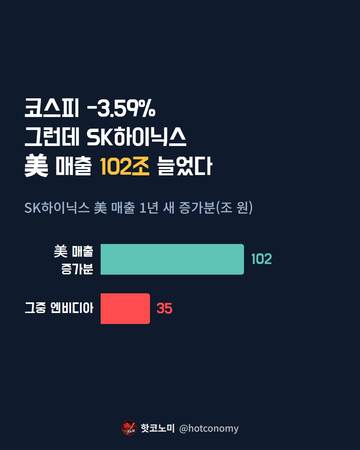 코스피 -3.59%
그런데 SK하이닉스
美 매출 102조 늘었다
SK하이닉스 美 매출 1년 새 증가분(조 원)
美 매출
증가분
102
그중 엔비디아
35
핫코노미 @hotconomy